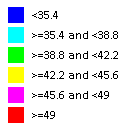 <35.4
>=35.4 and <38.8
>=38.8 and <42.2
>=42.2 and <45.6
>=45.6 and <49
>=49